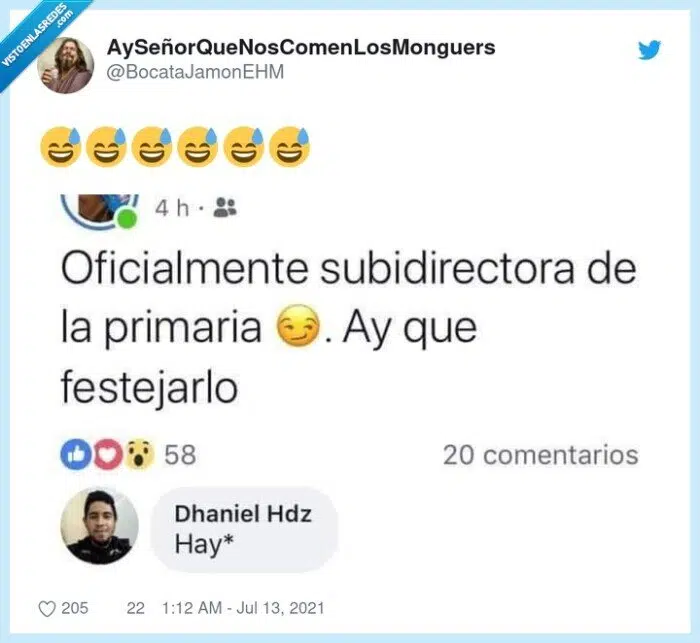 VISTOENLASREDES
.com
AySeñorQueNosComenLosMonguers
@BocataJamonEHM
😅😅😅😅😅😅
4 h ·
Oficialmente subidirectora de
la primaria 😏. Ay que
festejarlo
58
20 comentarios
Dhaniel Hdz
Hay*
205 22 1:12 AM - Jul 13, 2021